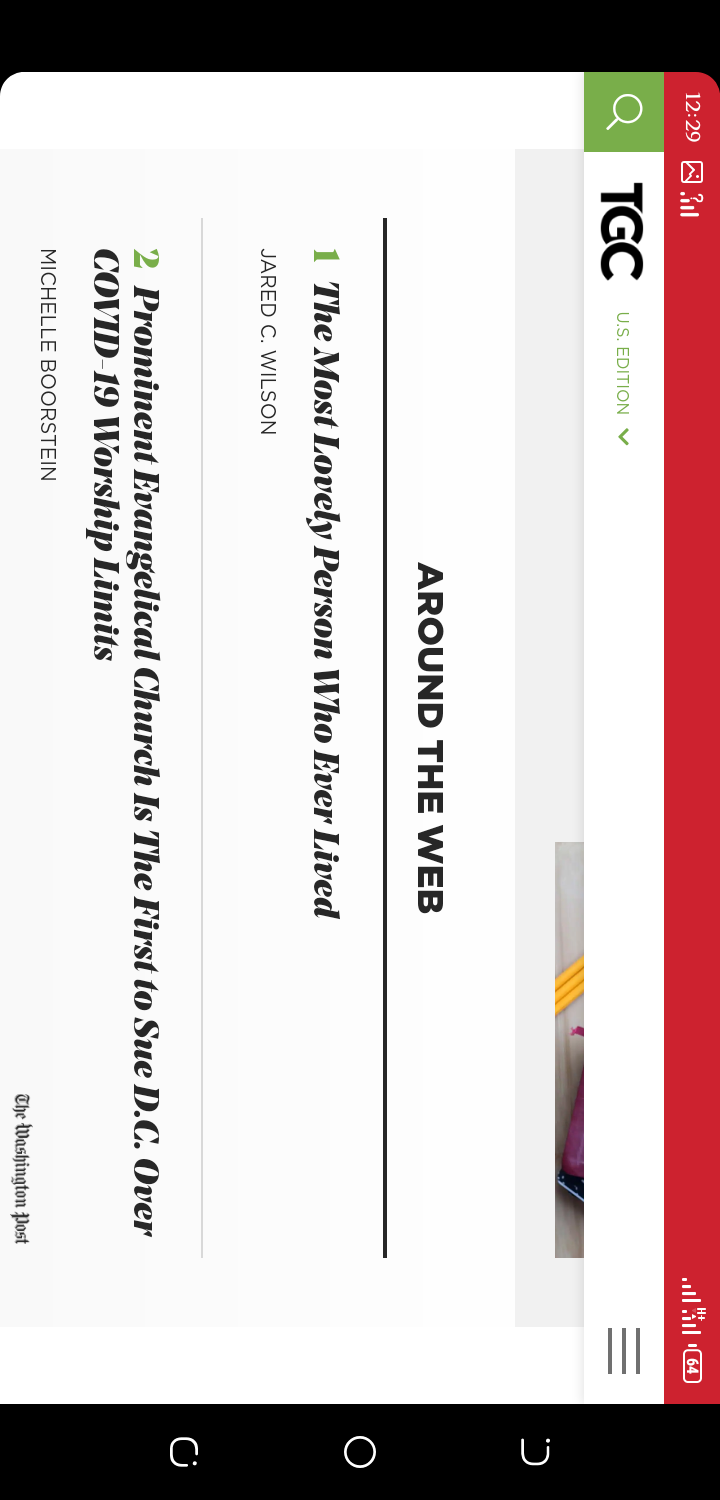 12:29
H+
64
TGC
U.S. EDITION
AROUND THE WEB
1 The Most Lovely Person Who Ever Lived
JARED C. WILSON
2 Prominent Evangelical Church Is The First to Sue D.C. Over
COVID-19 Worship Limits
MICHELLE BOORSTEIN
The Washington Post